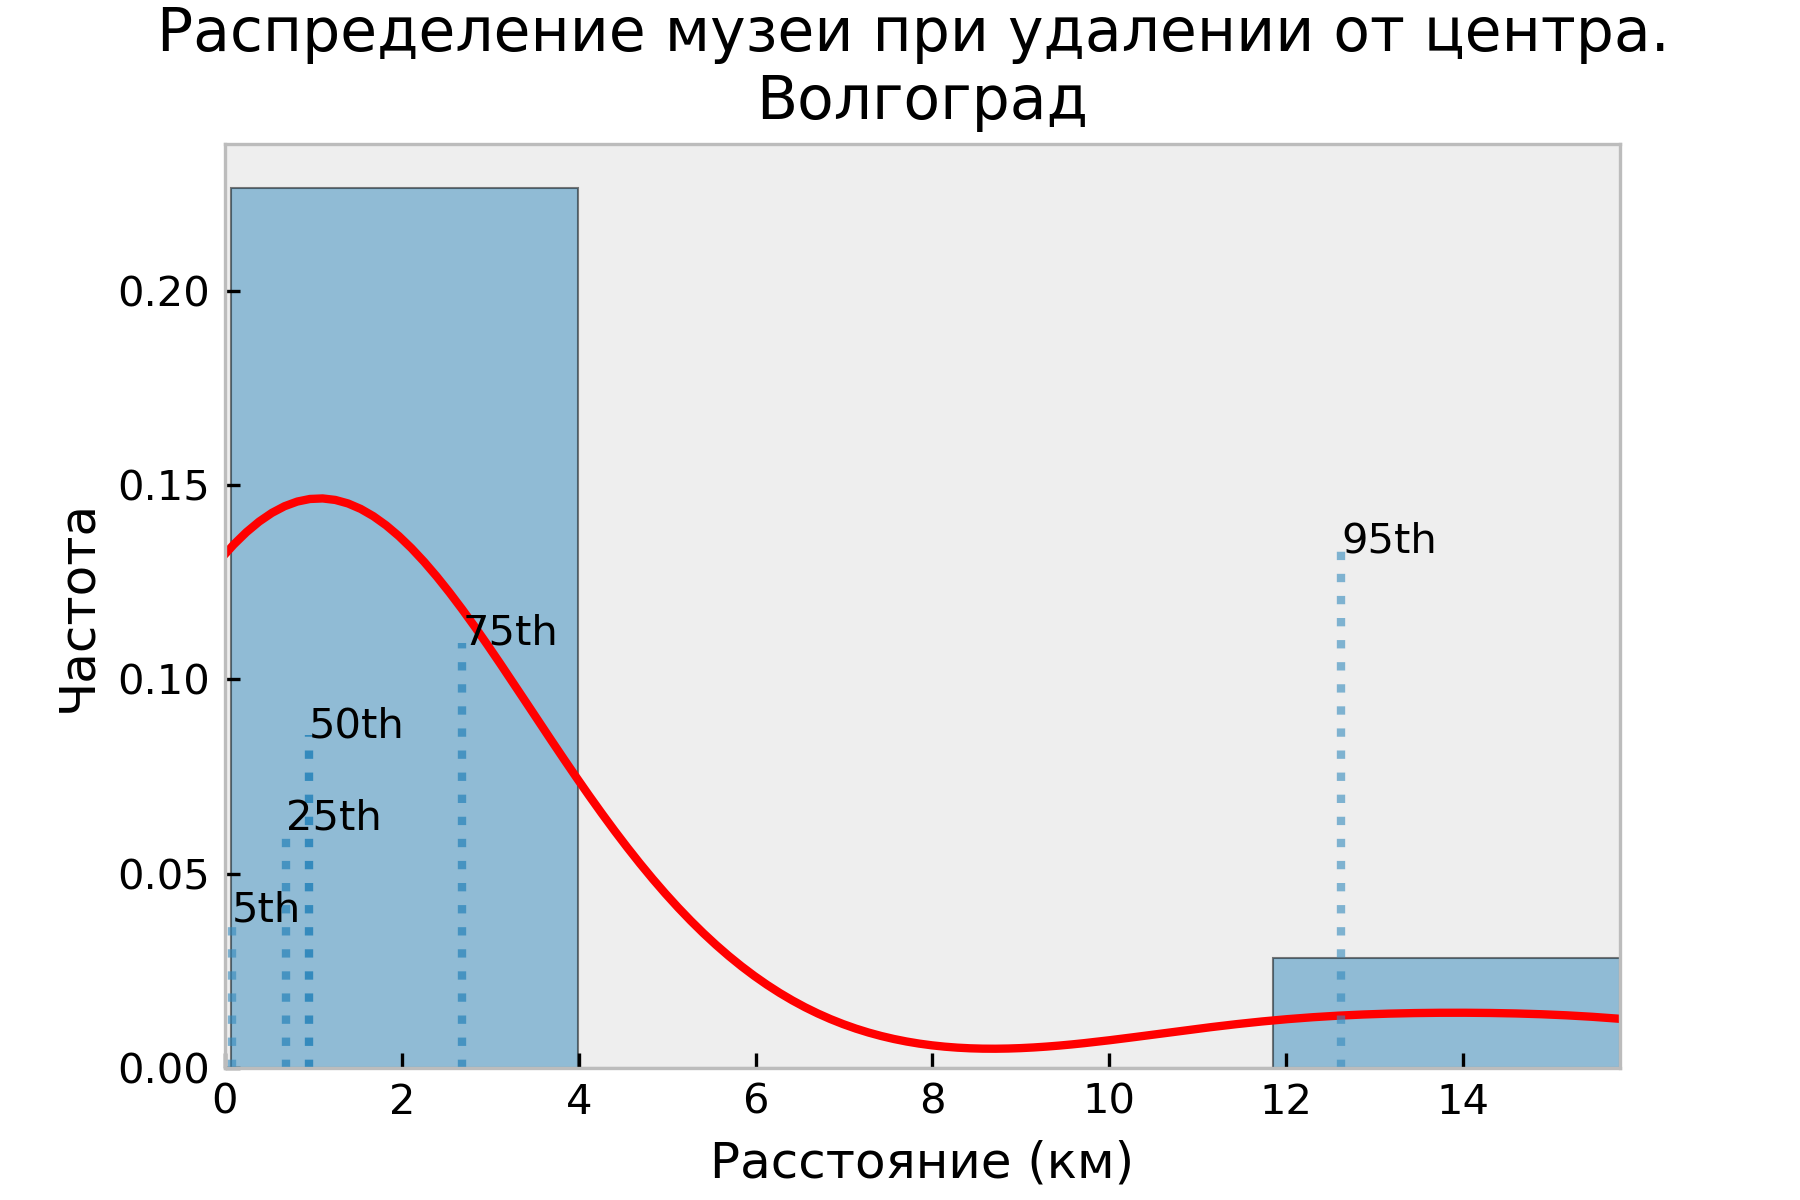 Распределение музеи при удалении от центра.
Волгоград
Частота
0.20
0.15
0.10
0.05
0.00
95th
75th
50th
25th
5th
0 2 4 6 8 10 12 14
Расстояние (км)